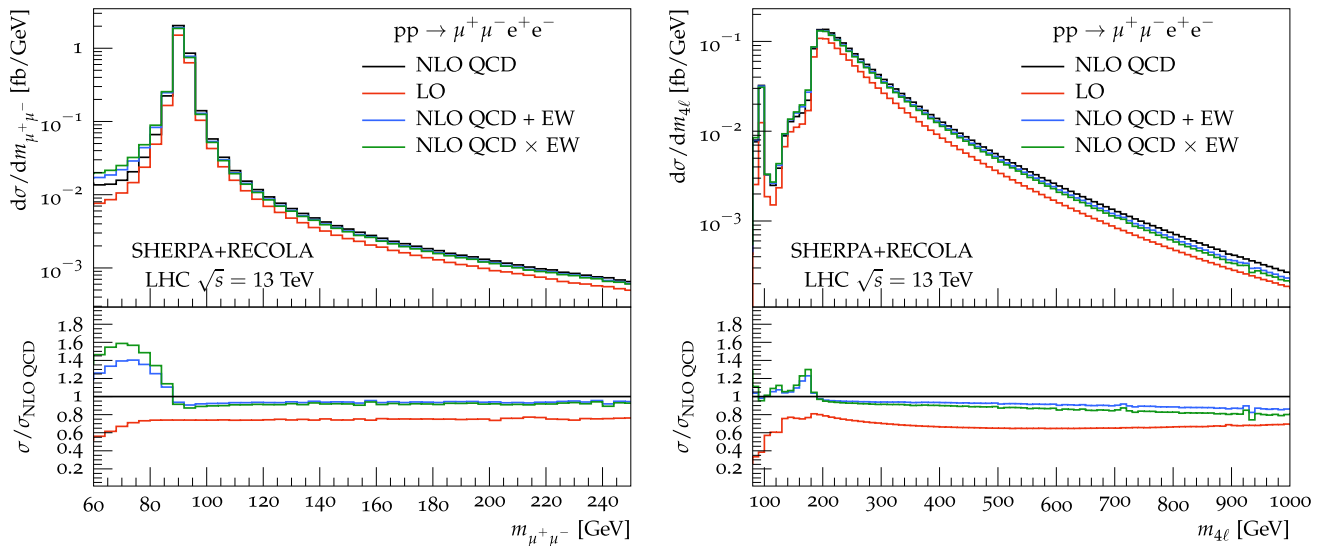 pp → μ⁺μ⁻e⁺e⁻
NLO QCD
LO
NLO QCD + EW
NLO QCD × EW
SHERPA+RECOLA
LHC √s = 13 TeV
dσ/dm_{μ⁺μ⁻} [fb/GeV]
1
10⁻¹
10⁻²
10⁻³
σ/σ_{NLO QCD}
1.8
1.6
1.4
1.2
1
0.8
0.6
0.4
0.2
60 80 100 120 140 160 180 200 220 240
m_{μ⁺μ⁻} [GeV]
pp → μ⁺μ⁻e⁺e⁻
NLO QCD
LO
NLO QCD + EW
NLO QCD × EW
SHERPA+RECOLA
LHC √s = 13 TeV
dσ/dm_{4ℓ} [fb/GeV]
10⁻¹
10⁻²
10⁻³
σ/σ_{NLO QCD}
1.8
1.6
1.4
1.2
1
0.8
0.6
0.4
0.2
100 200 300 400 500 600 700 800 900 1000
m_{4ℓ} [GeV]